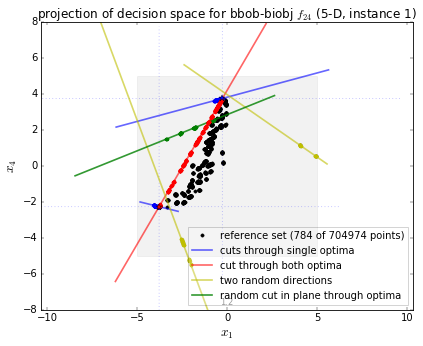 projection of decision space for bbob-biobj f₂₄ (5-D, instance 1)
8
6
4
2
0
−2
−4
−6
−8
x₄
reference set (784 of 704974 points)
cuts through single optima
cut through both optima
two random directions
random cut in plane through optima
−10
−5
0
5
10
x₁